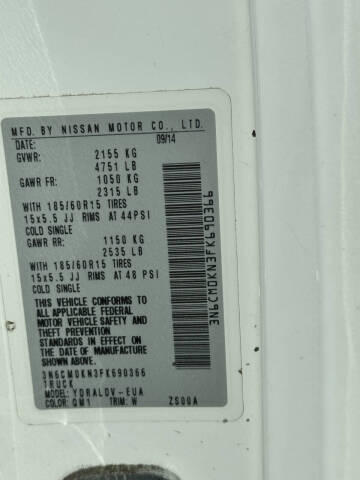 MFG. BY NISSAN MOTOR CO., LTD.
DATE: 09/14
GVWR: 2155 KG
4751 LB
GAWR FR: 1050 KG
2315 LB
WITH 185/60R15 TIRES
15x5.5 JJ RIMS AT 44PSI
COLD SINGLE
GAWR RR: 1150 KG
2535 LB
WITH 185/60R15 TIRES
15x5.5 JJ RIMS AT 48 PSI
COLD SINGLE
THIS VEHICLE CONFORMS TO
ALL APPLICABLE FEDERAL
MOTOR VEHICLE SAFETY AND
THEFT PREVENTION
STANDARDS IN EFFECT ON
THE DATE OF MANUFACTURE
SHOWN ABOVE.
3N6CM0KN3FK690366
TRUCK
MODEL: YDRALDV-EUA
COLOR: QM1 TRIM: W ZS00A
3N6CM0KN3FK690366